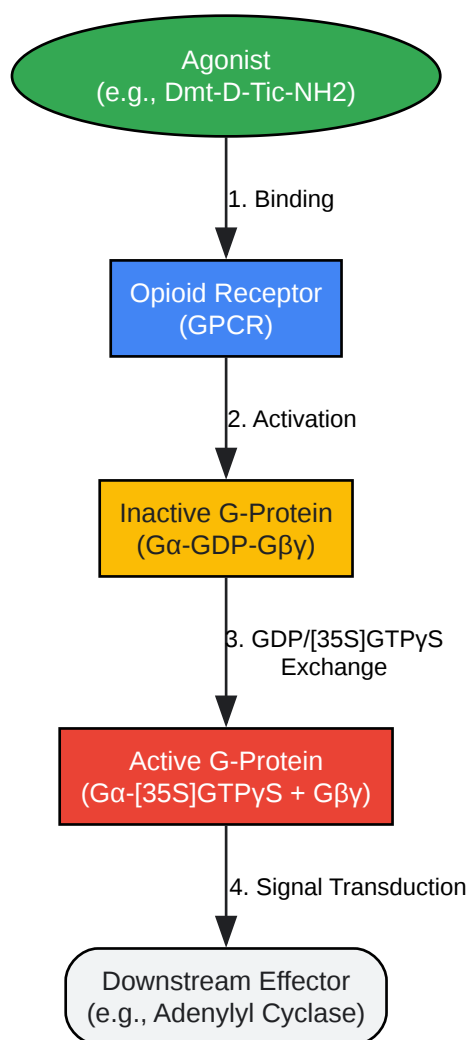 Agonist
(e.g., Dmt-D-Tic-NH2)
1. Binding
Opioid Receptor
(GPCR)
2. Activation
Inactive G-Protein
(Gα-GDP-Gβγ)
3. GDP/[35S]GTPγS
Exchange
Active G-Protein
(Gα-[35S]GTPγS + Gβγ)
4. Signal Transduction
Downstream Effector
(e.g., Adenylyl Cyclase)